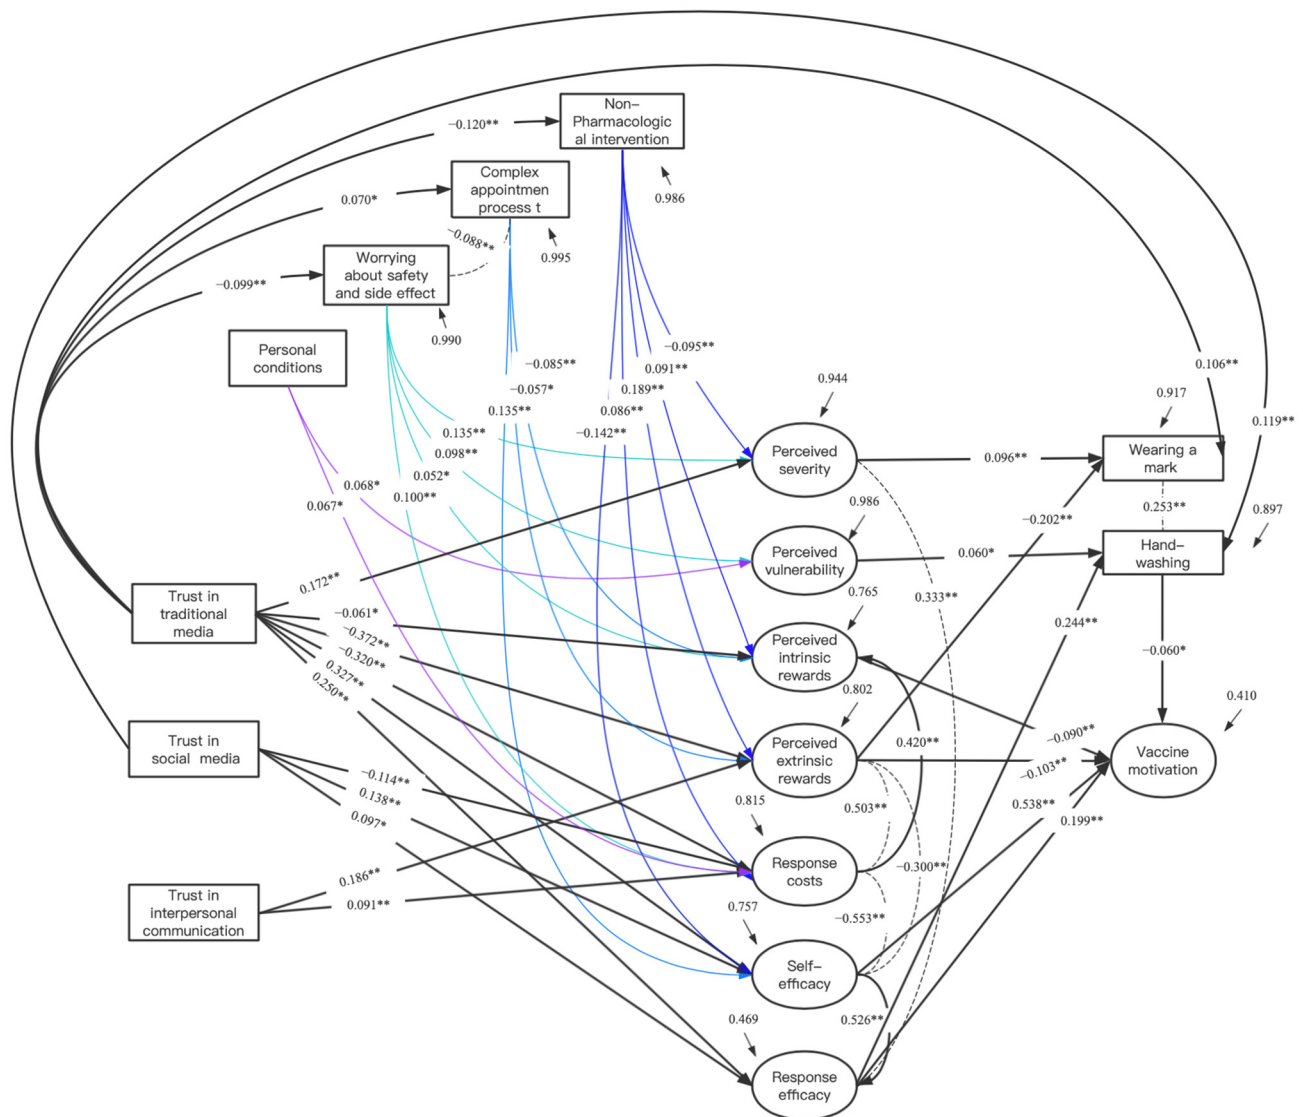 Non-
Pharmacologic
al intervention
−0.120**
0.986
Complex
appointmen
process t
0.070*
−0.088**
0.995
Worrying
about safety
and side effect
−0.099**
0.990
Personal
conditions
−0.085**
−0.057*
0.135**
−0.095**
0.091**
0.189**
0.086**
−0.142**
0.135**
0.098**
0.052*
0.100**
0.068*
0.067*
0.106**
0.119**
0.944
0.917
Perceived
severity
0.096**
Wearing a
mark
0.986
−0.202**
0.253**
0.897
Perceived
vulnerability
0.060*
Hand-
washing
0.765
0.333**
0.244**
Trust in
traditional
media
0.172**
−0.061*
−0.372**
−0.320**
0.327**
0.250**
Perceived
intrinsic
rewards
−0.060*
0.802
0.410
Trust in
social media
−0.114**
0.138**
0.097*
Perceived
extrinsic
rewards
0.420**
−0.090**
−0.103**
Vaccine
motivation
0.815
0.503**
0.538**
0.199**
Response
costs
−0.300**
Trust in
interpersonal
communication
0.186**
0.091**
0.757
−0.553**
Self-
efficacy
0.469
0.526**
Response
efficacy